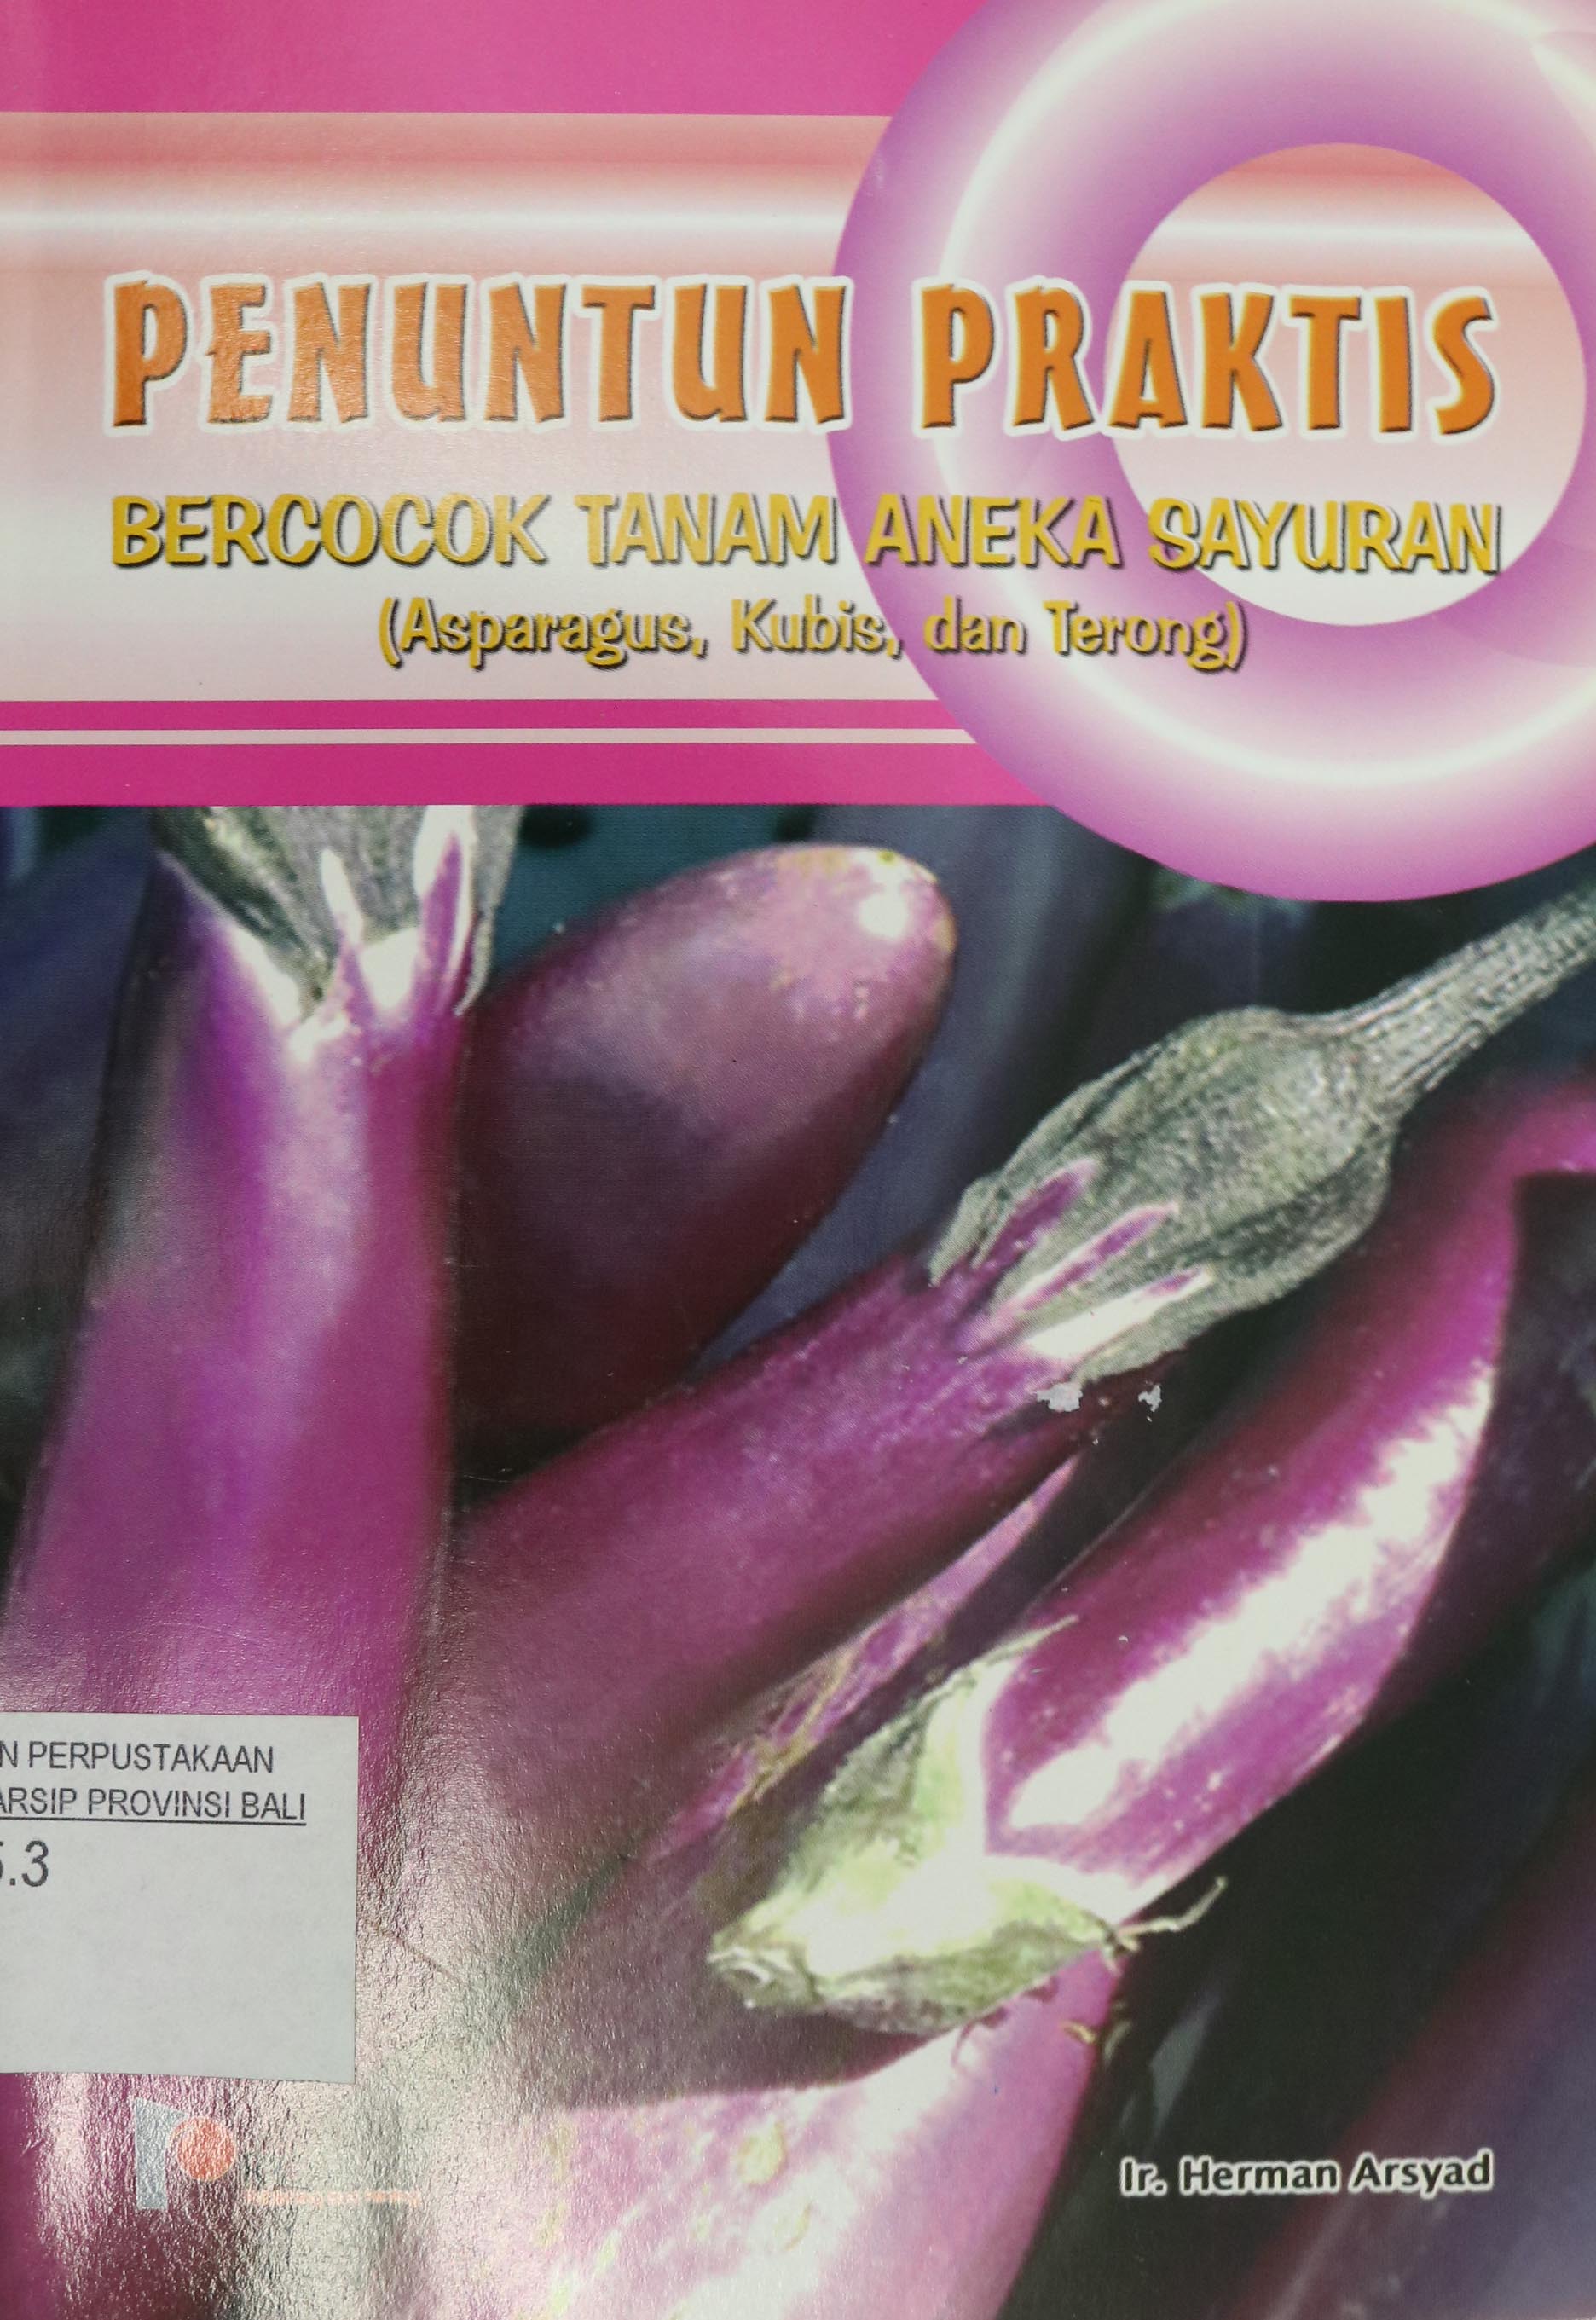 PENUNTUN PRAKTIS
BERCOCOK TANAM ANEKA SAYURAN
(Asparagus, Kubis, dan Terong)
N PERPUSTAKAAN
ARSIP PROVINSI BALI
5.3
Ir. Herman Arsyad